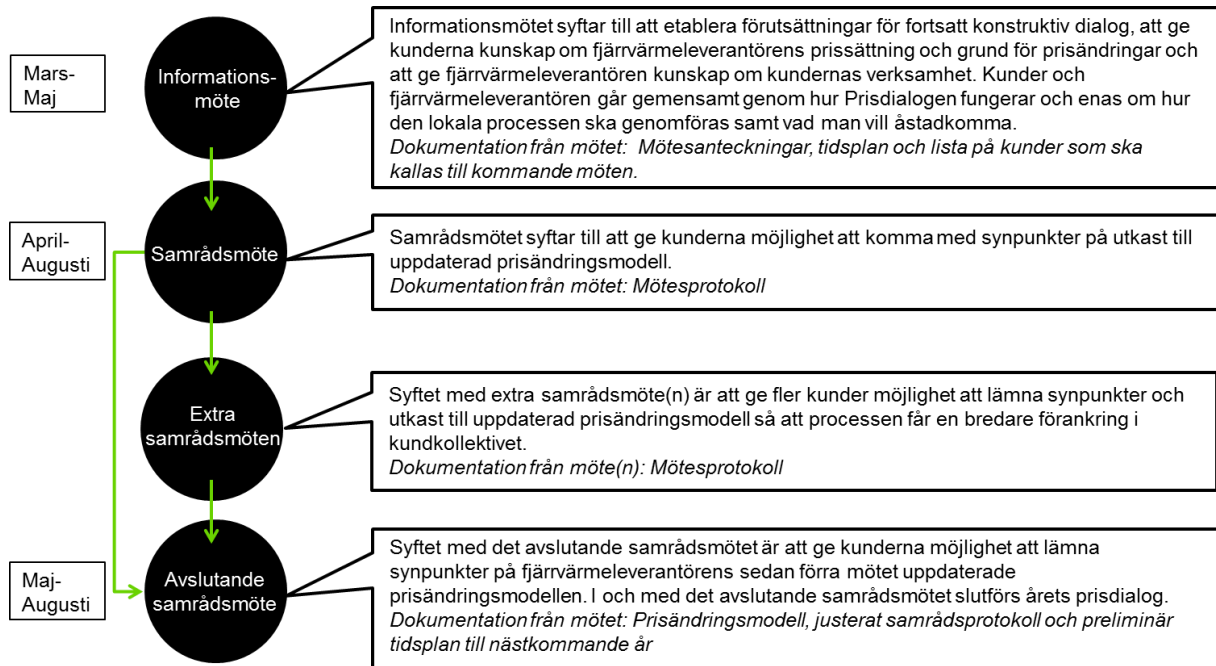 Mars-
Maj
Informations-
möte
Informationsmötet syftar till att etablera förutsättningar för fortsatt konstruktiv dialog, att ge
kunderna kunskap om fjärrvärmeleverantörens prissättning och grund för prisändringar och
att ge fjärrvärmeleverantören kunskap om kundernas verksamhet. Kunder och
fjärrvärmeleverantören går gemensamt genom hur Prisdialogen fungerar och enas om hur
den lokala processen ska genomföras samt vad man vill åstadkomma.
Dokumentation från mötet: Mötesanteckningar, tidsplan och lista på kunder som ska
kallas till kommande möten.
April-
Augusti
Samrådsmöte
Samrådsmötet syftar till att ge kunderna möjlighet att komma med synpunkter på utkast till
uppdaterad prisändringsmodell.
Dokumentation från mötet: Mötesprotokoll
Extra
samrådsmöten
Syftet med extra samrådsmöte(n) är att ge fler kunder möjlighet att lämna synpunkter och
utkast till uppdaterad prisändringsmodell så att processen får en bredare förankring i
kundkollektivet.
Dokumentation från möte(n): Mötesprotokoll
Maj-
Augusti
Avslutande
samrådsmöte
Syftet med det avslutande samrådsmötet är att ge kunderna möjlighet att lämna
synpunkter på fjärrvärmeleverantörens sedan förra mötet uppdaterade
prisändringsmodellen. I och med det avslutande samrådsmötet slutförs årets prisdialog.
Dokumentation från mötet: Prisändringsmodell, justerat samrådsprotokoll och preliminär
tidsplan till nästkommande år